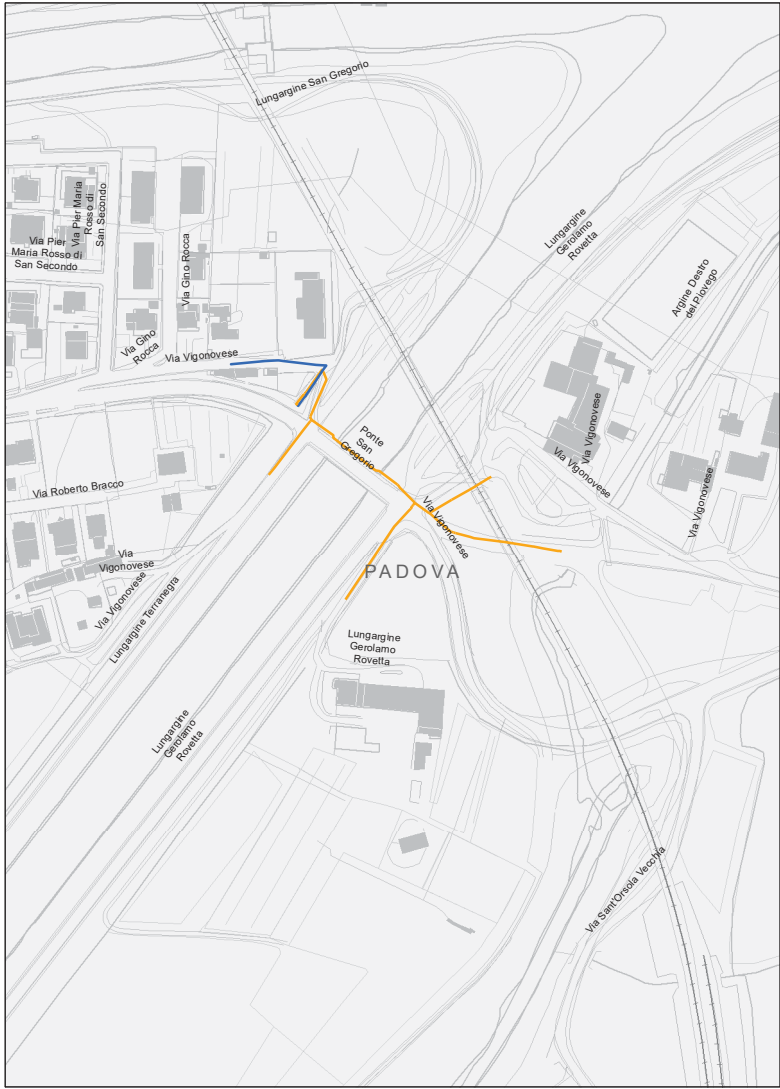 Lungargine San Gregorio
Via Pier Maria
Rosso di
San Secondo
Lungargine
Gerolamo
Rovetta
Via Pier
Maria Rosso di
San Secondo
Via Gino Rocca
Argine Destro
del Piovego
Via Gino
Rocca
Via Vigonovese
Ponte
San
Gregorio
Via Vigonovese
Via Vigonovese
Via Vigonovese
Via Vigonovese
Via Roberto Bracco
Via
Vigonovese
PADOVA
Via Vigonovese
Lungargine Terranegra
Lungargine
Gerolamo
Rovetta
Lungargine
Gerolamo
Rovetta
Via Sant'Orsola Vecchia